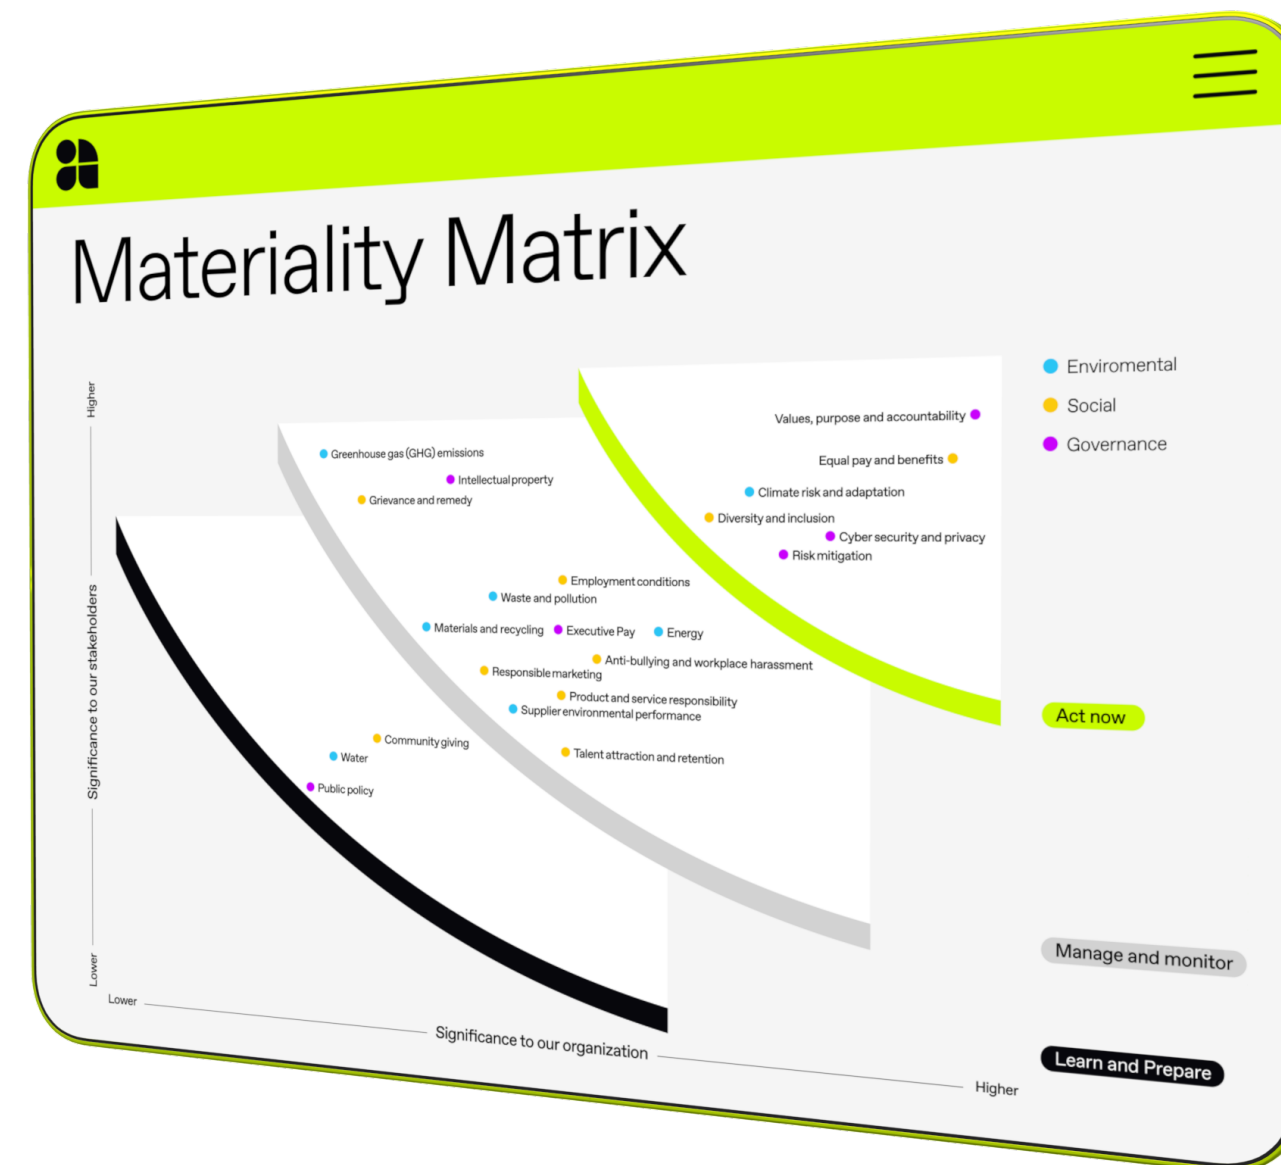 Materiality Matrix
Higher
Significance to our stakeholders
Lower
Lower
Significance to our organization
Higher
Values, purpose and accountability
Equal pay and benefits
Climate risk and adaptation
Diversity and inclusion
Cyber security and privacy
Risk mitigation
Greenhouse gas (GHG) emissions
Intellectual property
Grievance and remedy
Employment conditions
Waste and pollution
Materials and recycling
Executive Pay
Energy
Anti-bullying and workplace harassment
Responsible marketing
Product and service responsibility
Supplier environmental performance
Talent attraction and retention
Community giving
Water
Public policy
Enviromental
Social
Governance
Act now
Manage and monitor
Learn and Prepare